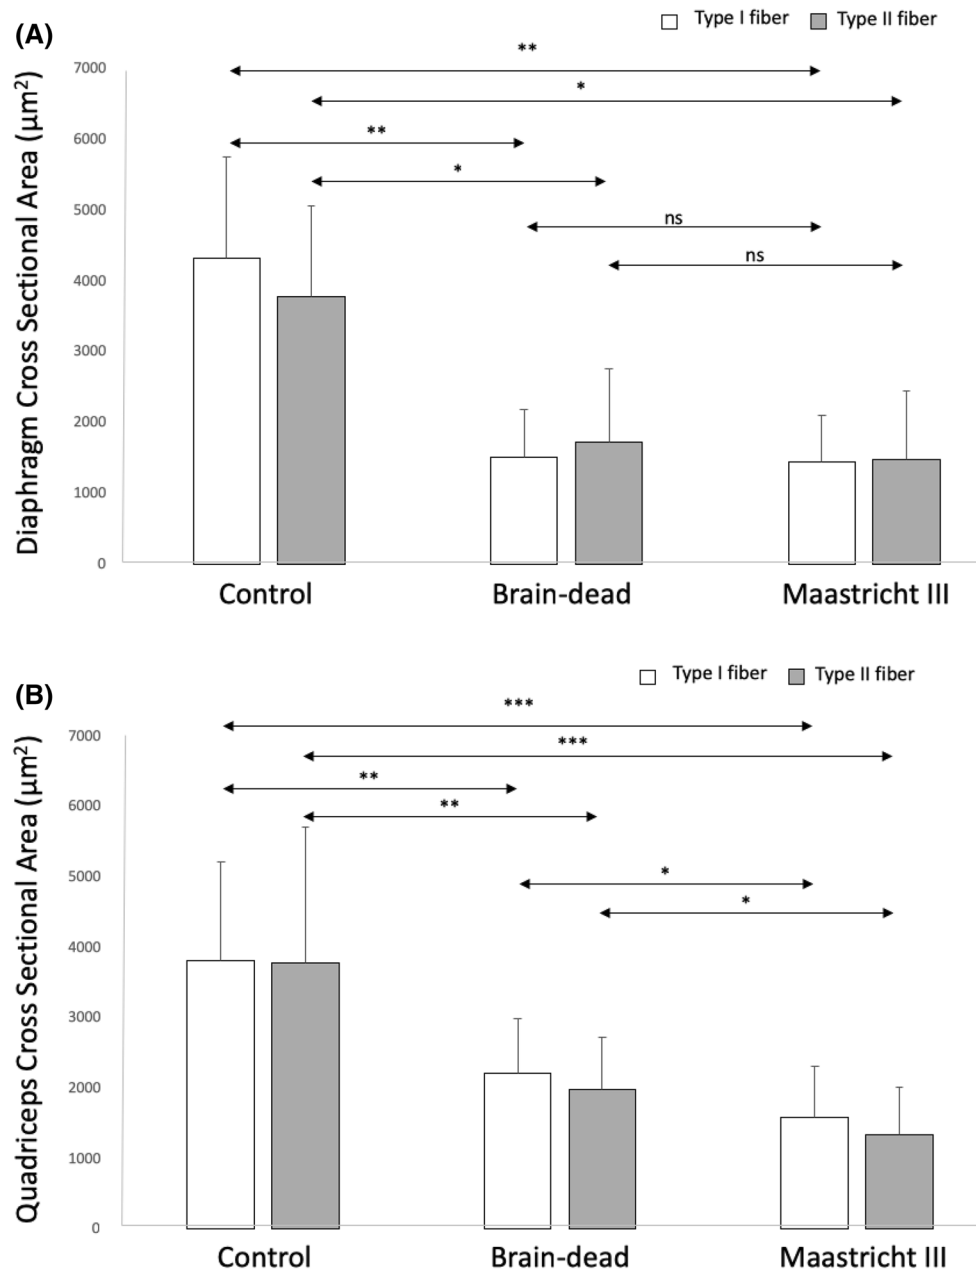 (A)
Type I fiber
Type II fiber
Diaphragm Cross Sectional Area (µm²)
7000
6000
5000
4000
3000
2000
1000
0
**
*
**
*
ns
ns
Control
Brain-dead
Maastricht III
(B)
Type I fiber
Type II fiber
Quadriceps Cross Sectional Area (µm²)
7000
6000
5000
4000
3000
2000
1000
0
***
***
**
**
*
*
Control
Brain-dead
Maastricht III